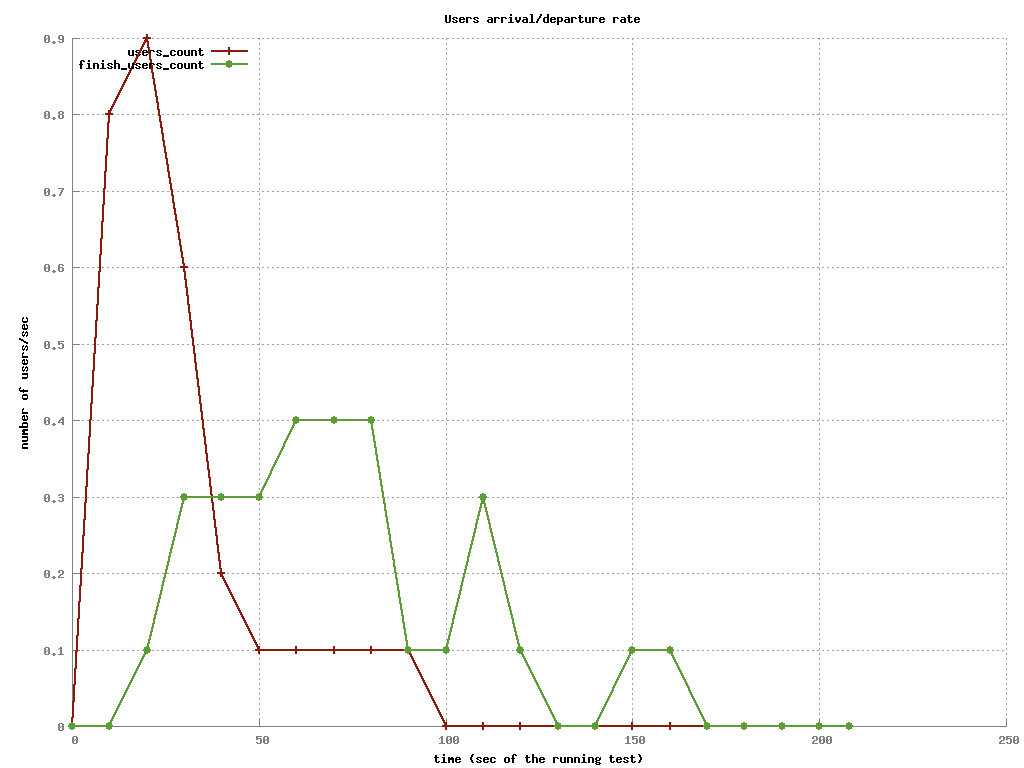 Users arrival/departure rate
0.9
users_count
finish_users_count
0.8
0.7
0.6
0.5
0.4
0.3
0.2
0.1
0
number of users/sec
0 50 100 150 200 250
time (sec of the running test)